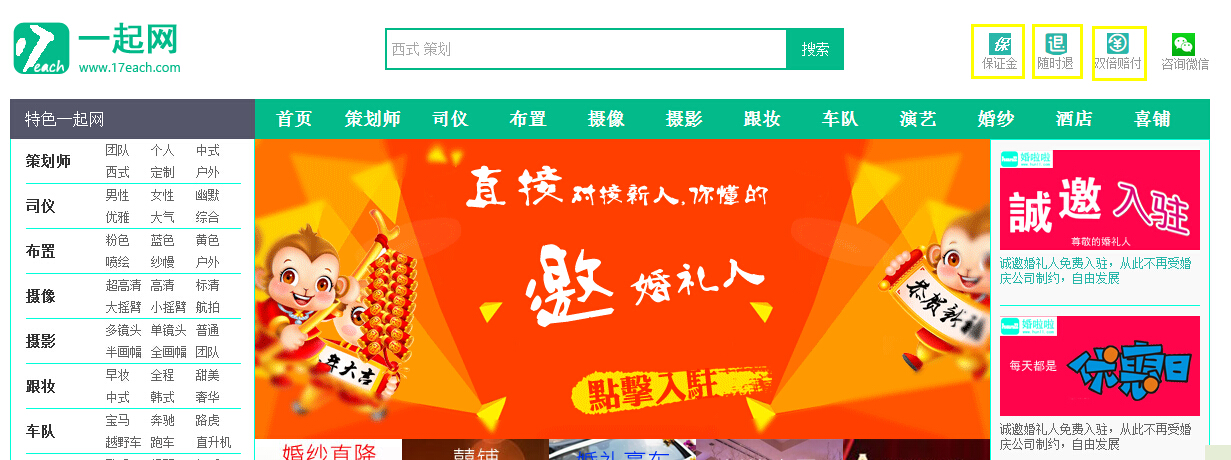 17each
一起网
www.17each.com
西式 策划
搜索
保
保证金
退
随时退
双倍赔付
咨询微信
特色一起网
首页 策划师 司仪 布置 摄像 摄影 跟妆 车队 演艺 婚纱 酒店 喜铺
策划师
团队 个人 中式
西式 定制 户外
司仪
男性 女性 幽默
优雅 大气 综合
布置
粉色 蓝色 黄色
喷绘 纱幔 户外
摄像
超高清 高清 标清
大摇臂 小摇臂 航拍
摄影
多镜头 单镜头 普通
半画幅 全画幅 团队
跟妆
早妆 全程 甜美
中式 韩式 奢华
车队
宝马 奔驰 路虎
越野车 跑车 直升机
直接对接新人,你懂的
邀 婚礼人
點擊入駐
恭贺新禧
年大吉
婚纱直降
囍铺
婚礼豪车
婚啦啦
誠邀入驻
尊敬的婚礼人
诚邀婚礼人免费入驻，从此不再受婚
庆公司制约，自由发展
婚啦啦
每天都是 优惠日
诚邀婚礼人免费入驻，从此不再受婚
庆公司制约，自由发展